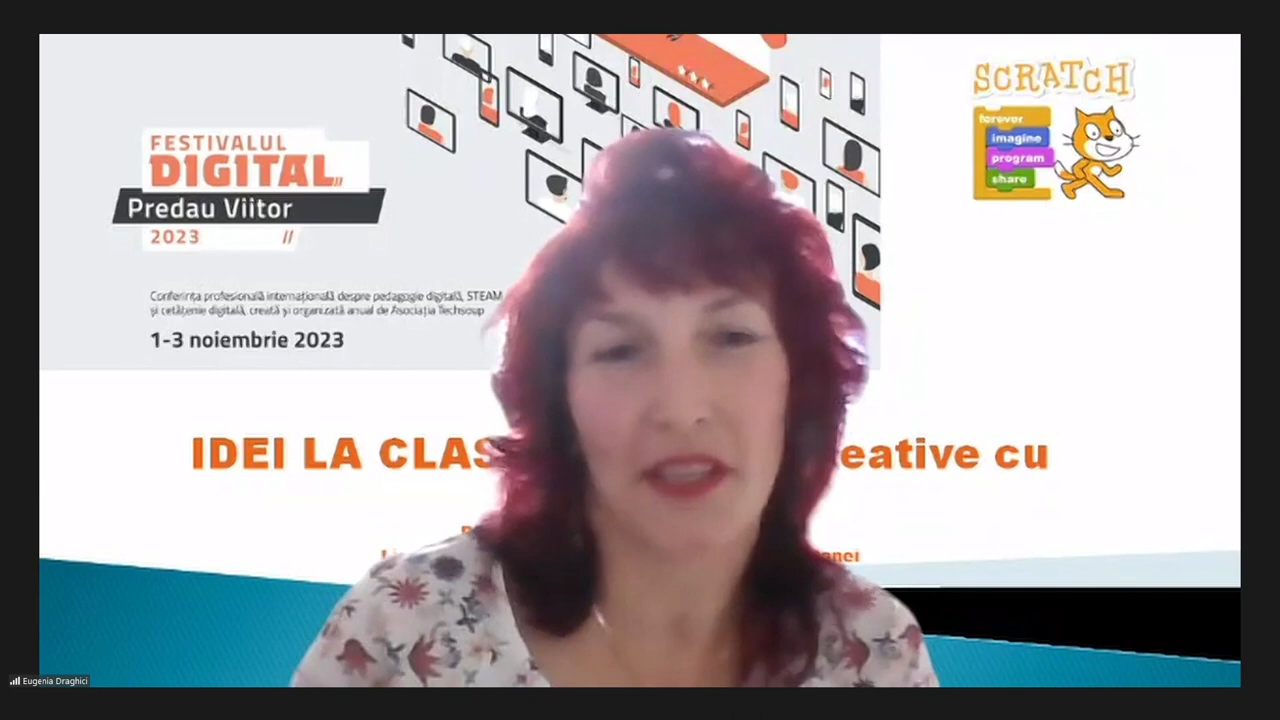 FESTIVALUL
DIGITAL
Predau Viitor
2023 //
Conferința profesională internațională despre pedagogie digitală, STEAM
și cetățenie digitală, creată și organizată anual de Asociația Techsoup
1-3 noiembrie 2023
SCRATCH
forever
imagine
program
share
IDEI LA CLAS eative cu
Eugenia Draghici